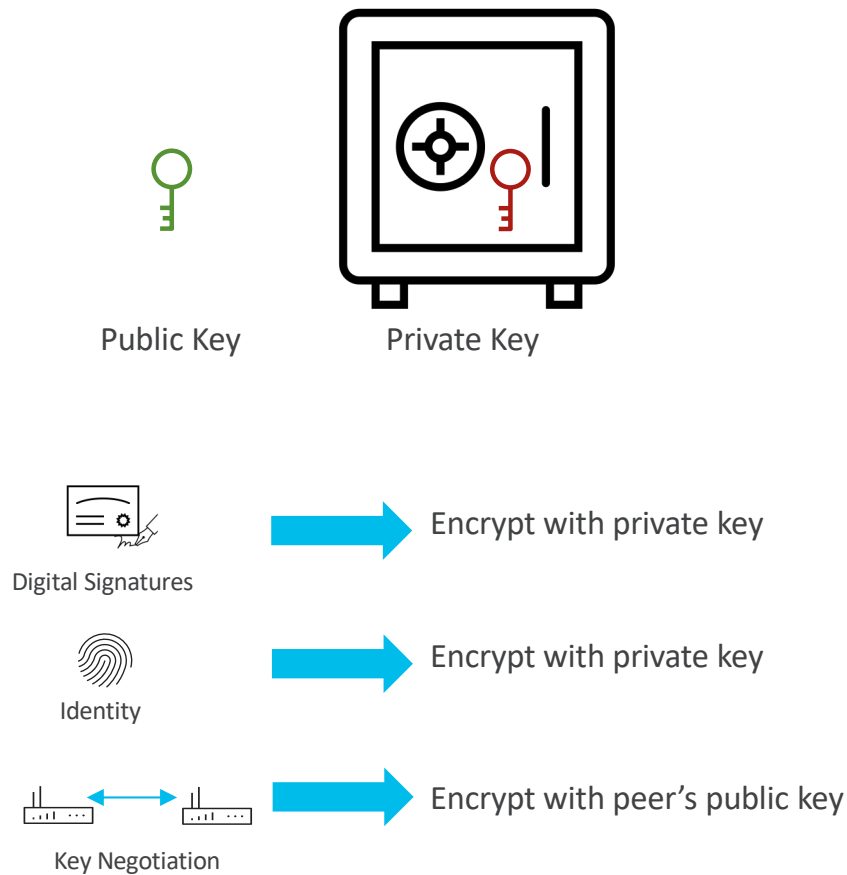 Public Key
Private Key
Encrypt with private key
Digital Signatures
Encrypt with private key
Identity
Encrypt with peer’s public key
Key Negotiation